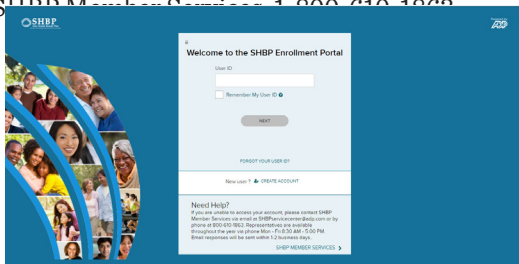 SHBP Member Services 1-800-610-1863
SHBP
ADP
Welcome to the SHBP Enrollment Portal
User ID
Remember My User ID
NEXT
FORGOT YOUR USER ID?
New user ? CREATE ACCOUNT
Need Help?
If you are unable to access your account, please contact SHBP
Member Services via email at SHBPservicecenter@adp.com or by
phone at 800-610-1863. Representatives are available
throughout the year via phone Mon - Fri 8:30 AM - 5:00 PM.
Email responses will be sent within 1-2 business days.
SHBP MEMBER SERVICES